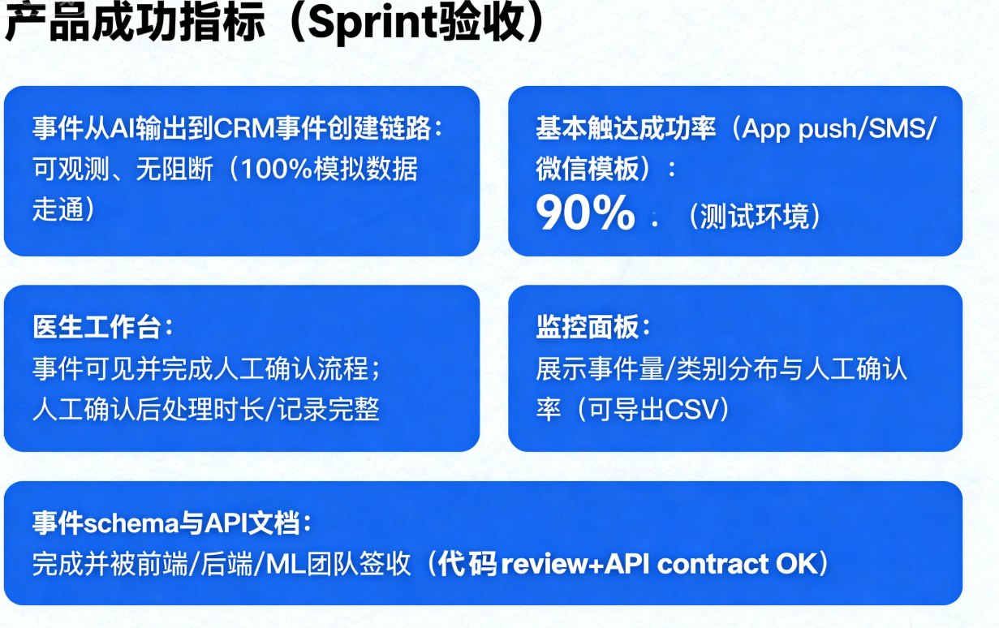 产品成功指标（Sprint验收）
事件从AI输出到CRM事件创建链路：
可观测、无阻断（100%模拟数据
走通）
基本触达成功率（App push/SMS/
微信模板）：
90% . （测试环境）
医生工作台：
事件可见并完成人工确认流程；
人工确认后处理时长/记录完整
监控面板：
展示事件量/类别分布与人工确认
率（可导出CSV）
事件schema与API文档：
完成并被前端/后端/ML团队签收（代码review+API contract OK）